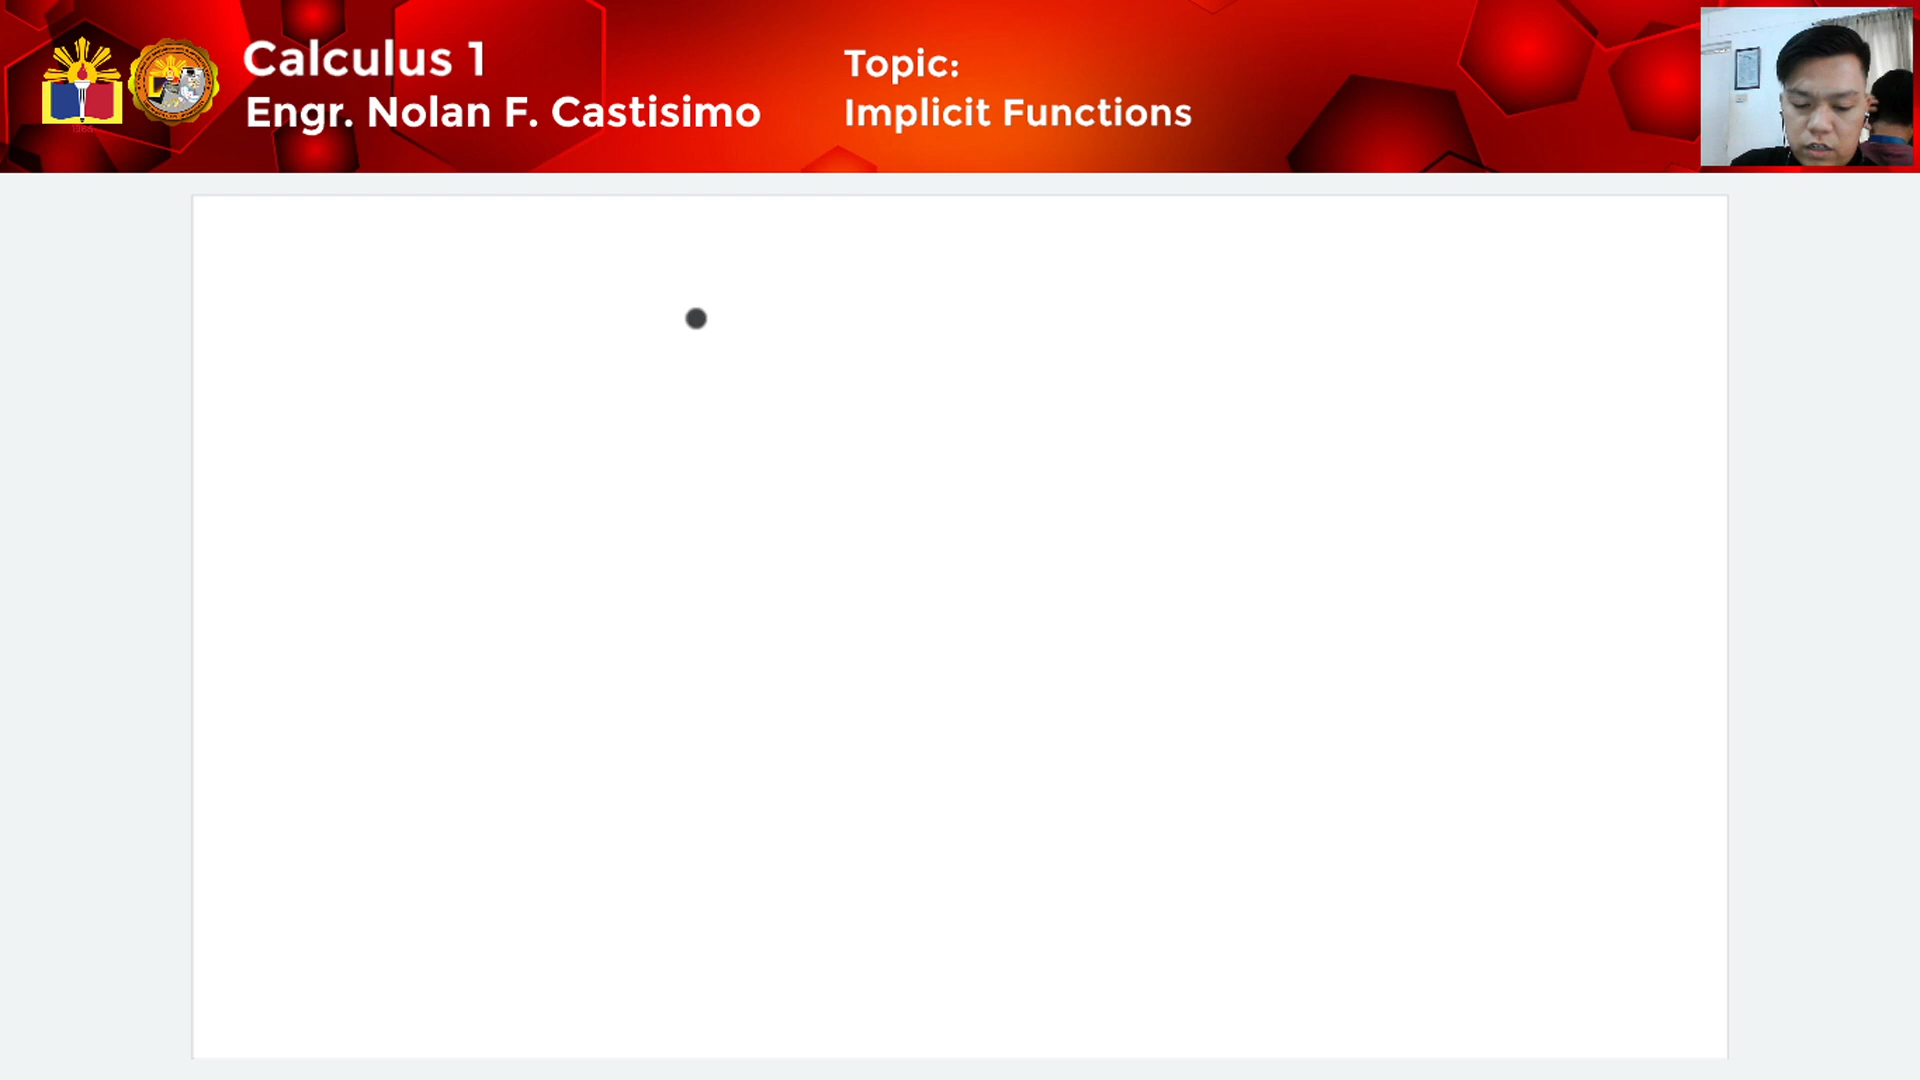 Calculus 1
Engr. Nolan F. Castisimo
Topic:
Implicit Functions